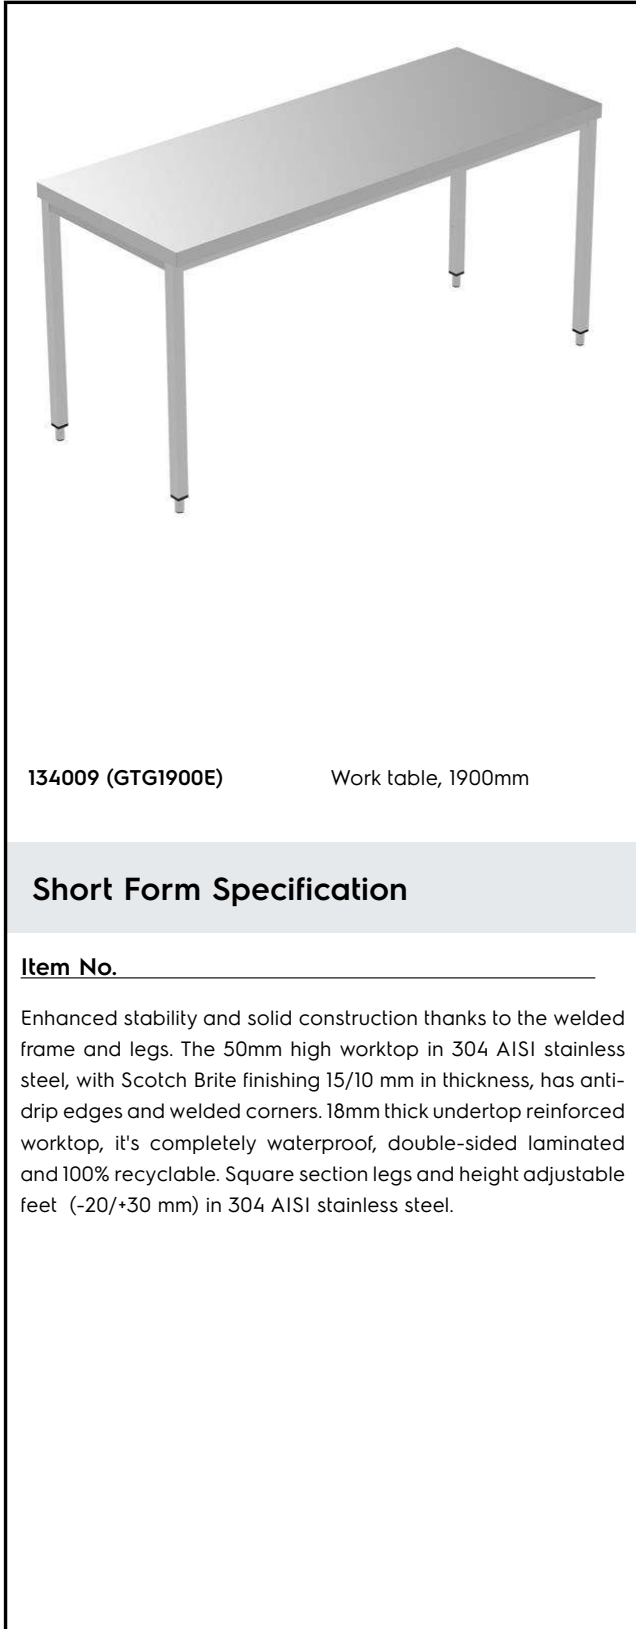 134009 (GTG1900E) Work table, 1900mm
Short Form Specification
Item No.
Enhanced stability and solid construction thanks to the welded
frame and legs. The 50mm high worktop in 304 AISI stainless
steel, with Scotch Brite finishing 15/10 mm in thickness, has anti-
drip edges and welded corners. 18mm thick undertop reinforced
worktop, it's completely waterproof, double-sided laminated
and 100% recyclable. Square section legs and height adjustable
feet (-20/+30 mm) in 304 AISI stainless steel.